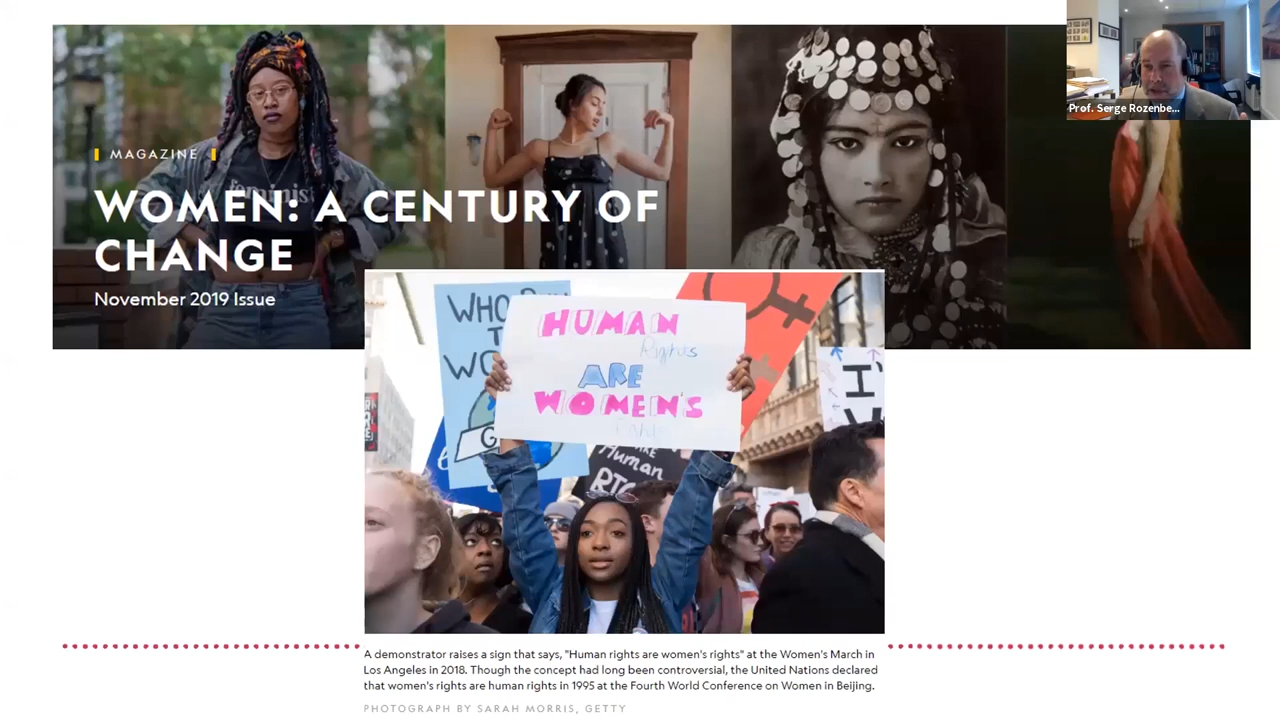 Prof. Serge Rozenbe...
MAGAZINE
feminist
WOMEN: A CENTURY OF
CHANGE
November 2019 Issue
WHO
HUMAN
Rights
ARE
WOMEN'S
I'
Human
A demonstrator raises a sign that says, "Human rights are women's rights" at the Women's March in
Los Angeles in 2018. Though the concept had long been controversial, the United Nations declared
that women's rights are human rights in 1995 at the Fourth World Conference on Women in Beijing.
PHOTOGRAPH BY SARAH MORRIS, GETTY